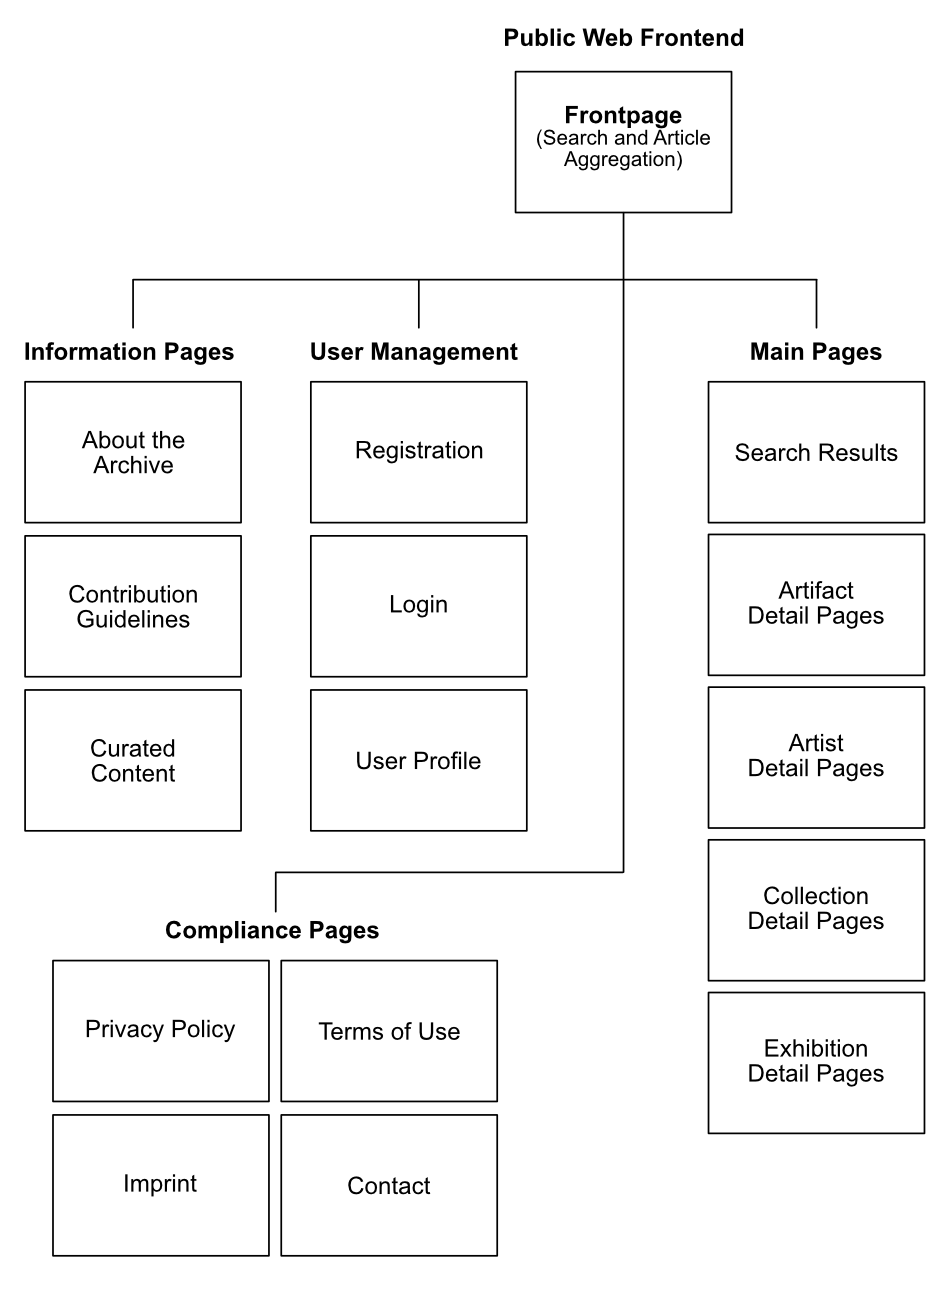 Public Web Frontend
Frontpage
(Search and Article
Aggregation)
Information Pages
About the
Archive
Contribution
Guidelines
Curated
Content
User Management
Registration
Login
User Profile
Main Pages
Search Results
Artifact
Detail Pages
Artist
Detail Pages
Collection
Detail Pages
Exhibition
Detail Pages
Compliance Pages
Privacy Policy
Terms of Use
Imprint
Contact